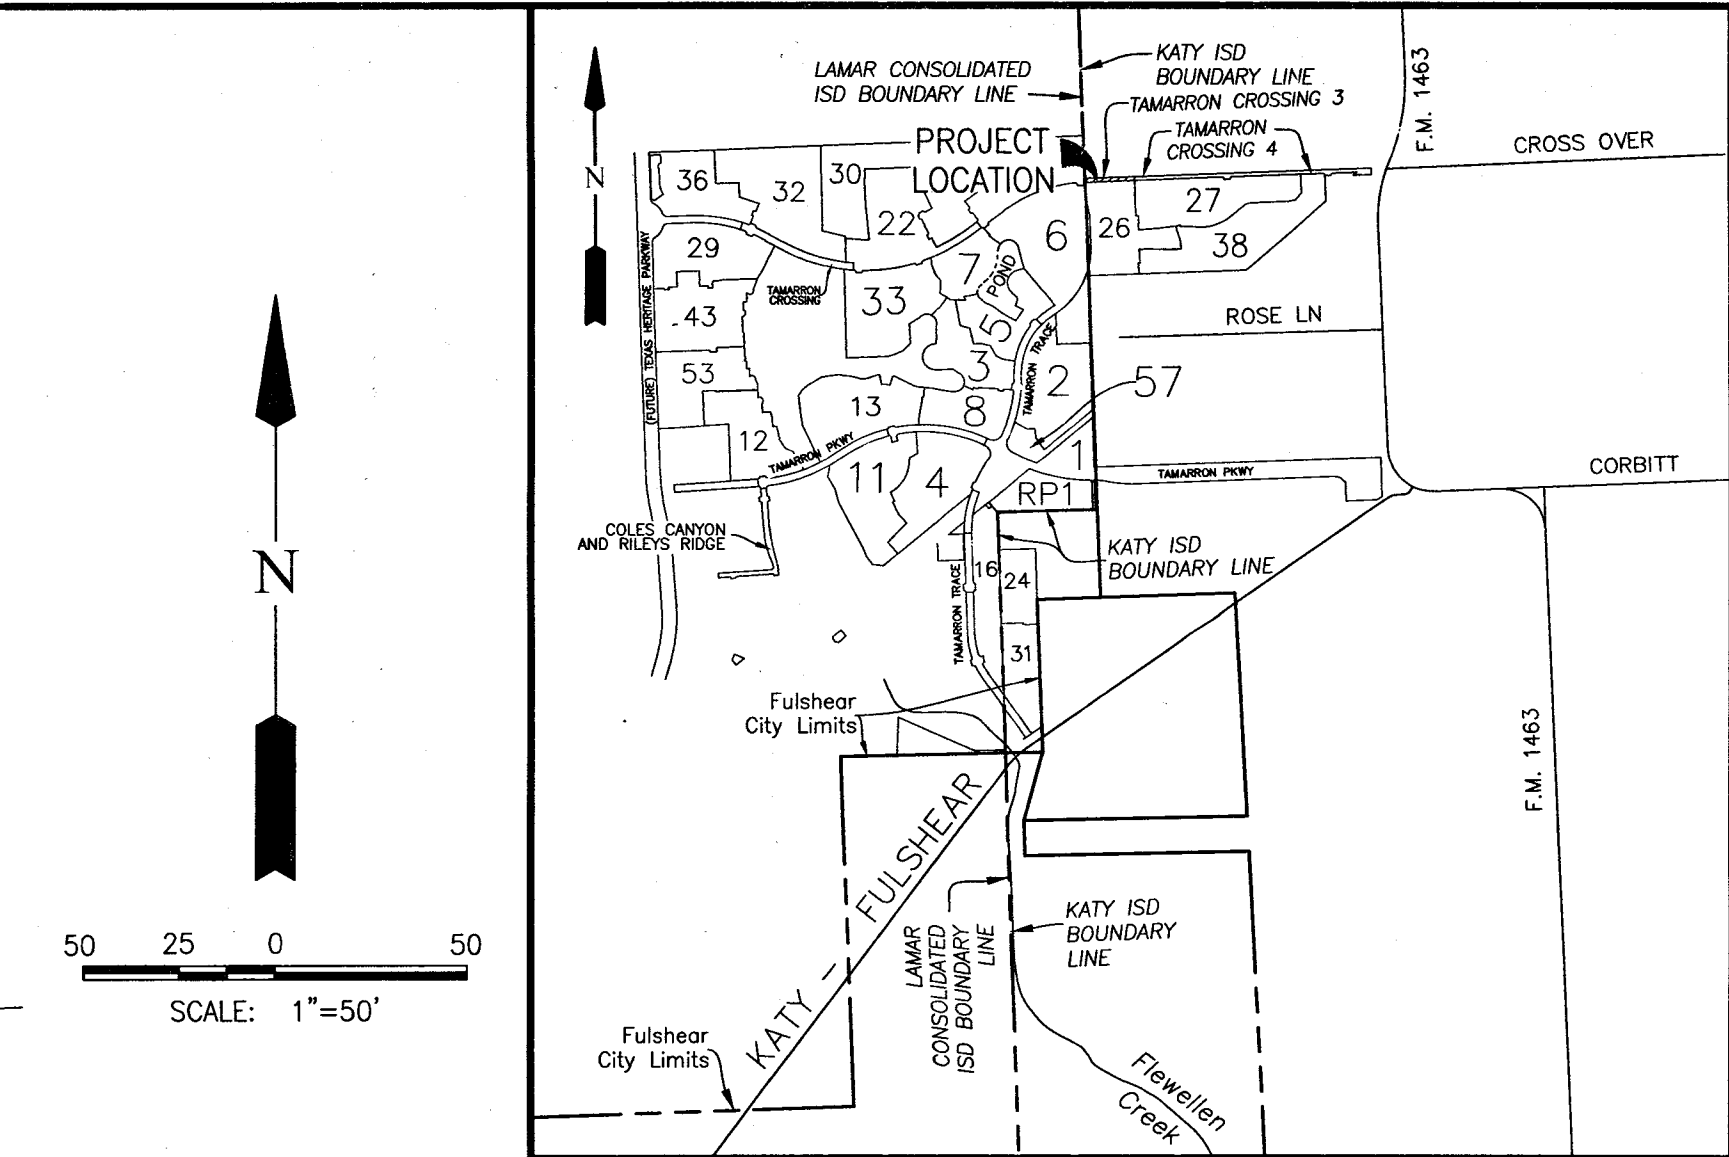 N
50 25 0 50
SCALE: 1"=50'
N
LAMAR CONSOLIDATED
ISD BOUNDARY LINE
KATY ISD
BOUNDARY LINE
TAMARRON CROSSING 3
TAMARRON
CROSSING 4
F.M. 1463
CROSS OVER
PROJECT
LOCATION
36
32
30
22
6
26
27
38
29
7
POND
TAMARRON
CROSSING
33
5
43
3
53
2
57
ROSE LN
(FUTURE) TEXAS HERITAGE PARKWAY
TAMARRON TRACE
13
8
12
TAMARRON PKWY
11
4
1
RP1
TAMARRON PKWY
CORBITT
COLES CANYON
AND RILEYS RIDGE
KATY ISD
BOUNDARY LINE
16
24
TAMARRON TRACE
31
Fulshear
City Limits
F.M. 1463
KATY - FULSHEAR
LAMAR
CONSOLIDATED
ISD BOUNDARY
LINE
KATY ISD
BOUNDARY
LINE
Fulshear
City Limits
Flewellen
Creek